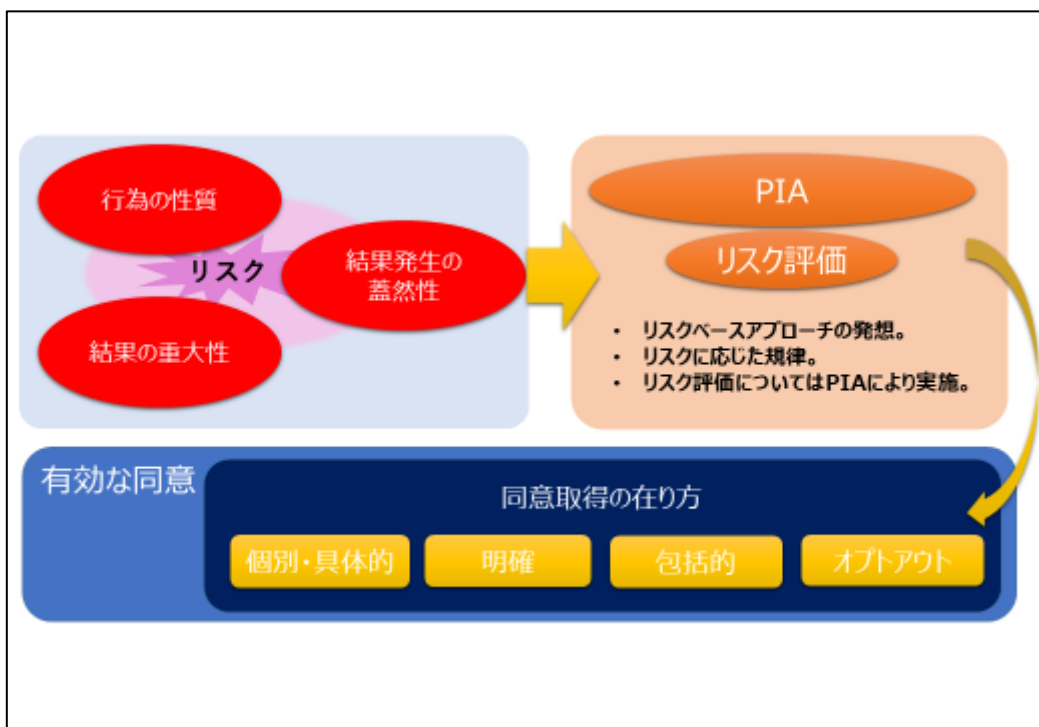 行為の性質
リスク
結果発生の
蓋然性
結果の重大性
PIA
リスク評価
• リスクベースアプローチの発想。
• リスクに応じた規律。
• リスク評価についてはPIAにより実施。
有効な同意
同意取得の在り方
個別・具体的
明確
包括的
オプトアウト